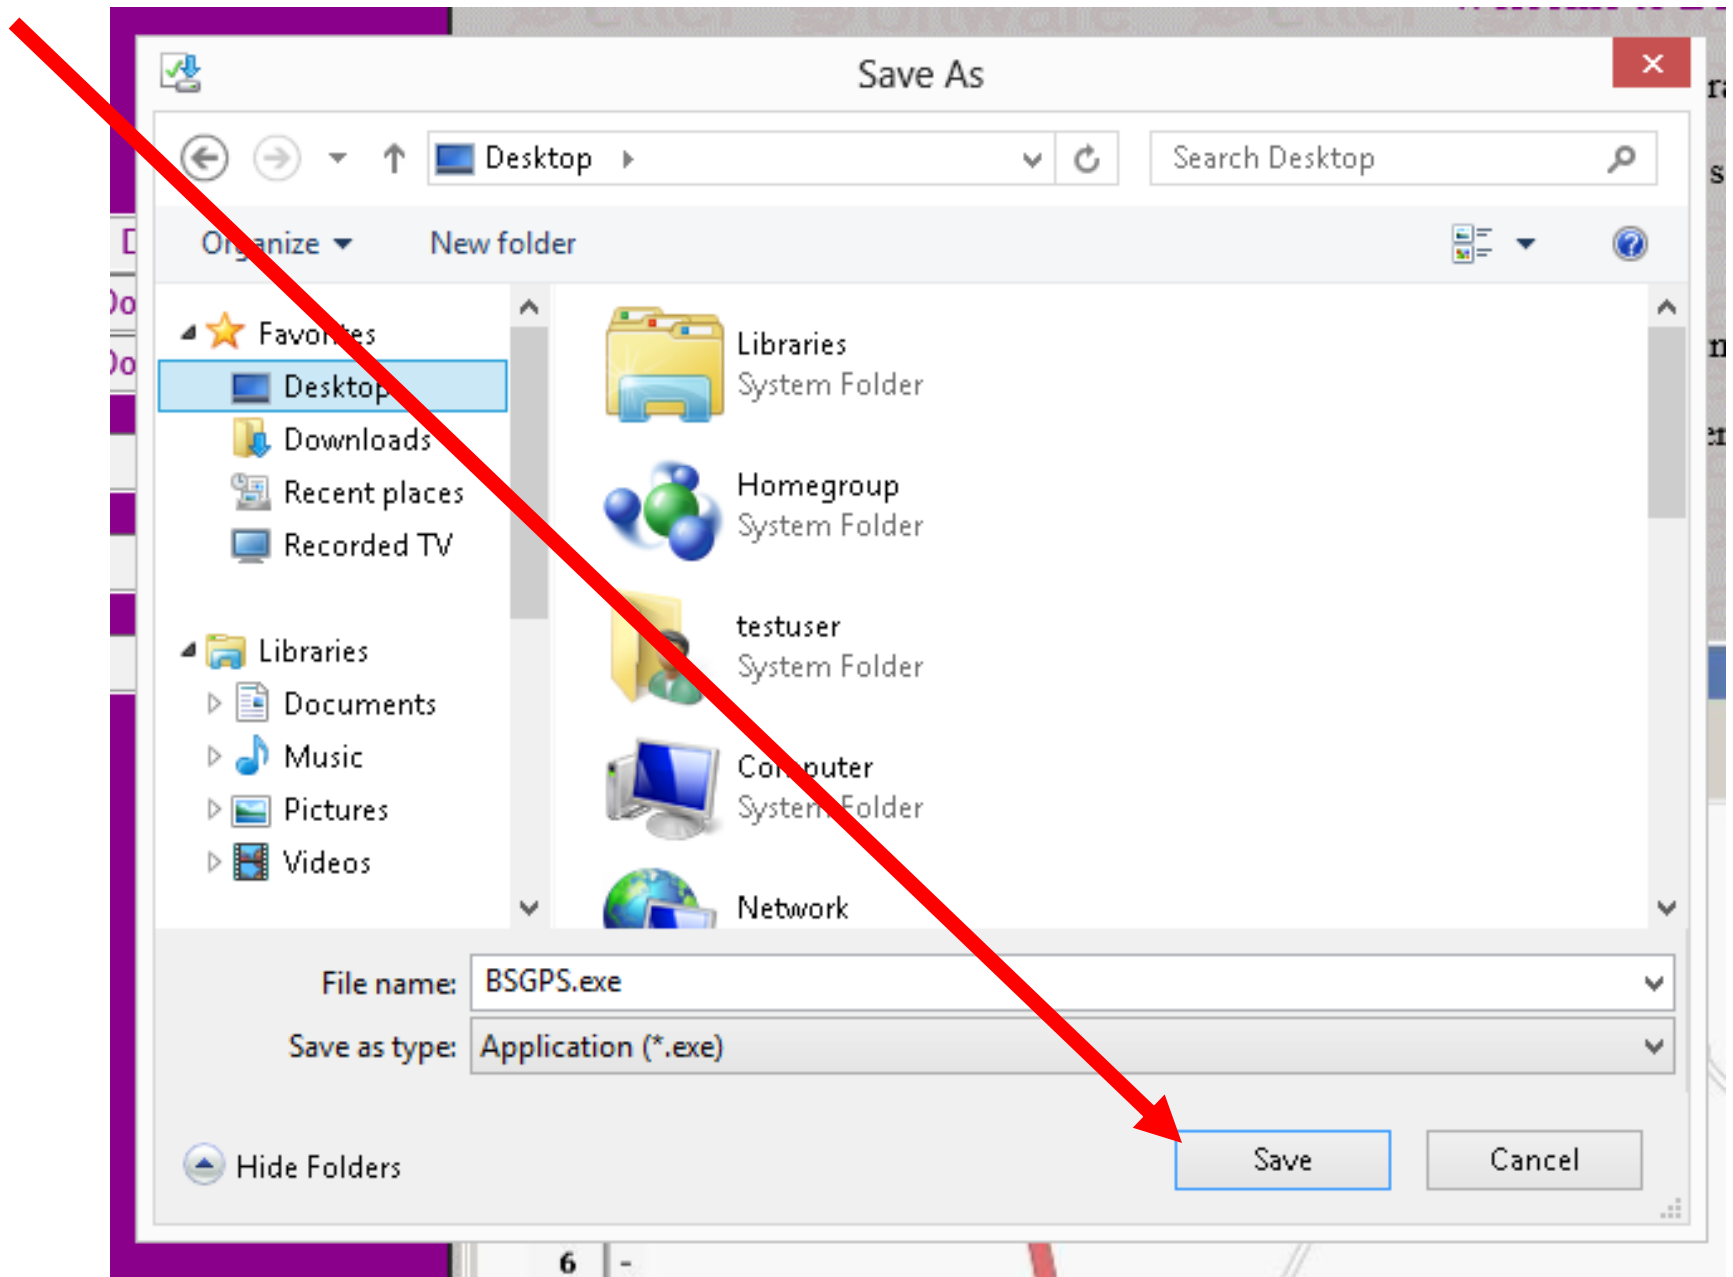 Save As
Desktop
Search Desktop
Organize
New folder
Favorites
Desktop
Downloads
Recent places
Recorded TV
Libraries
Documents
Music
Pictures
Videos
Libraries
System Folder
Homegroup
System Folder
testuser
System Folder
Computer
System Folder
Network
File name: BSGPS.exe
Save as type: Application (*.exe)
Hide Folders
Save
Cancel
6 -